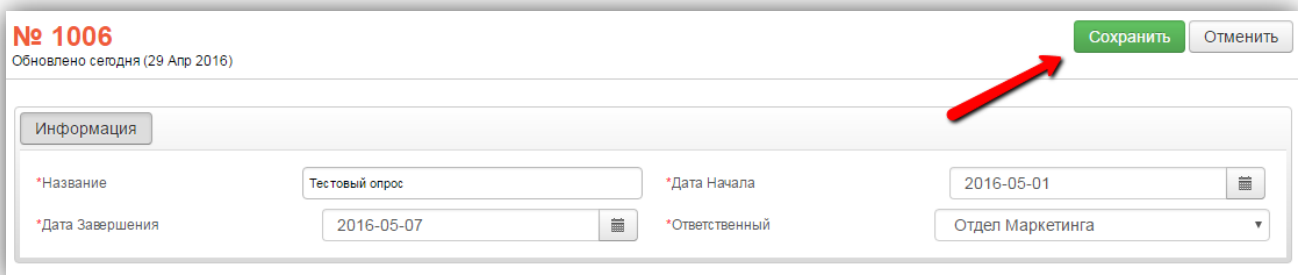 № 1006
Обновлено сегодня (29 Апр 2016)
Сохранить Отменить
Информация
*Название Тестовый опрос *Дата Начала 2016-05-01
*Дата Завершения 2016-05-07 *Ответственный Отдел Маркетинга